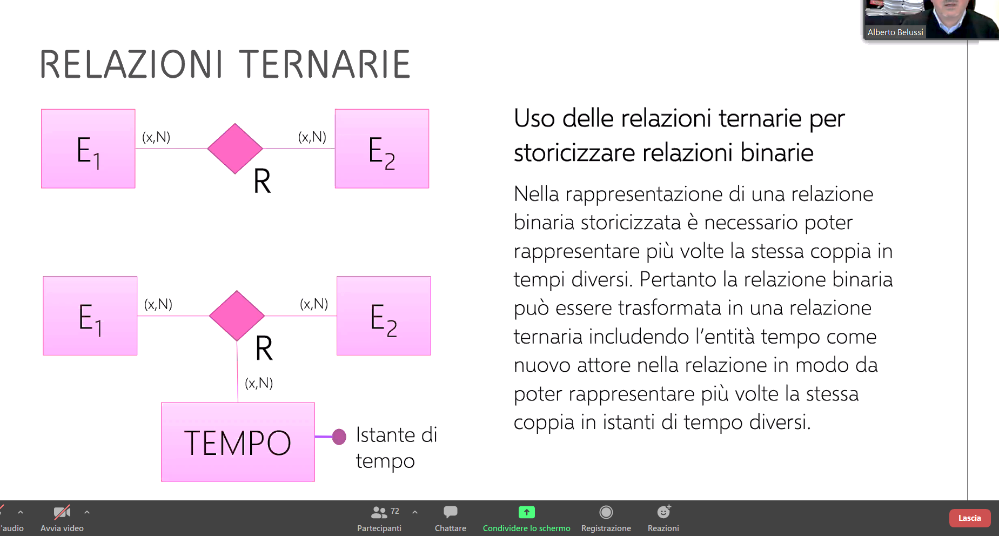 Alberto Belussi
RELAZIONI TERNARIE
E1
(x,N)
R
(x,N)
E2
E1
(x,N)
R
(x,N)
E2
(x,N)
TEMPO
Istante di
tempo
Uso delle relazioni ternarie per
storicizzare relazioni binarie
Nella rappresentazione di una relazione
binaria storicizzata è necessario poter
rappresentare più volte la stessa coppia in
tempi diversi. Pertanto la relazione binaria
può essere trasformata in una relazione
ternaria includendo l’entità tempo come
nuovo attore nella relazione in modo da
poter rappresentare più volte la stessa
coppia in istanti di tempo diversi.
'audio
Avvia video
72
Partecipanti
Chattare
Condividere lo schermo
Registrazione
Reazioni
Lascia